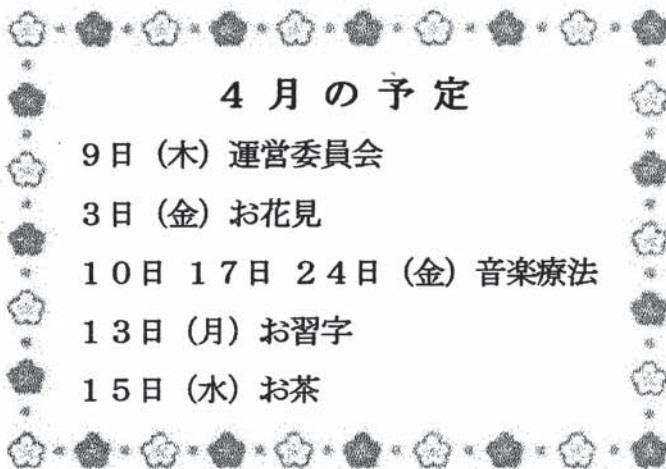 4月の予定
9日（木）運営委員会
3日（金）お花見
10日 17日 24日（金）音楽療法
13日（月）お習字
15日（水）お茶